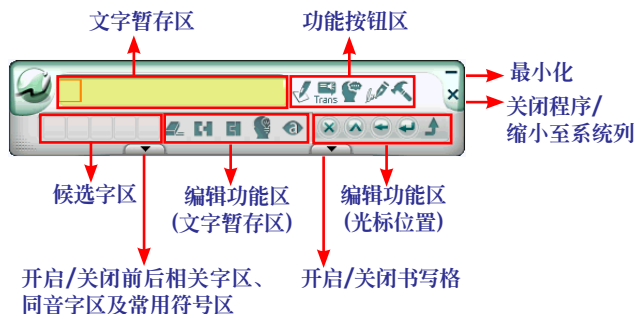 文字暂存区
功能按钮区
最小化
关闭程序/
缩小至系统列
Trans
候选字区
编辑功能区
(文字暂存区)
编辑功能区
(光标位置)
开启/关闭前后相关字区、
同音字区及常用符号区
开启/关闭书写格